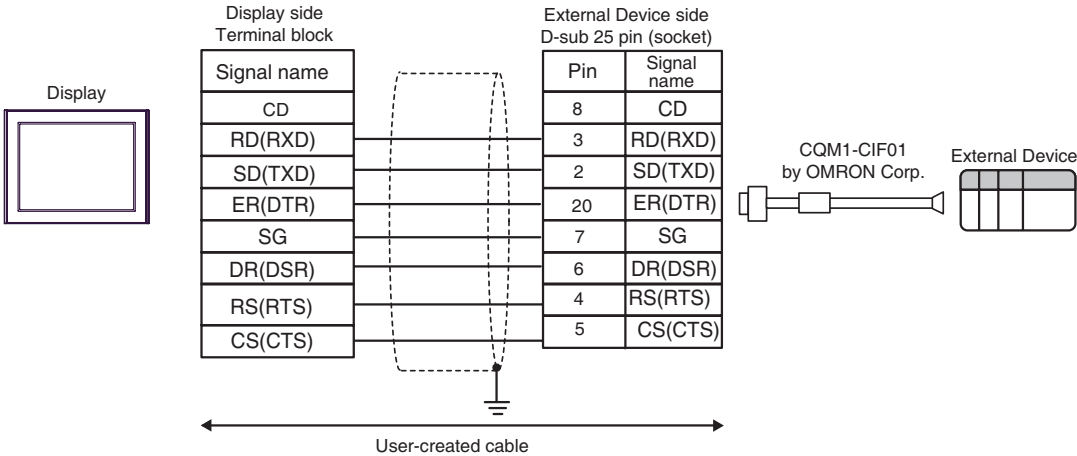 Display side
Terminal block
External Device side
D-sub 25 pin (socket)
Display
Signal name
CD
RD(RXD)
SD(TXD)
ER(DTR)
SG
DR(DSR)
RS(RTS)
CS(CTS)
Pin
Signal
name
8
CD
3
RD(RXD)
2
SD(TXD)
20
ER(DTR)
7
SG
6
DR(DSR)
4
RS(RTS)
5
CS(CTS)
CQM1-CIF01
by OMRON Corp.
External Device
User-created cable